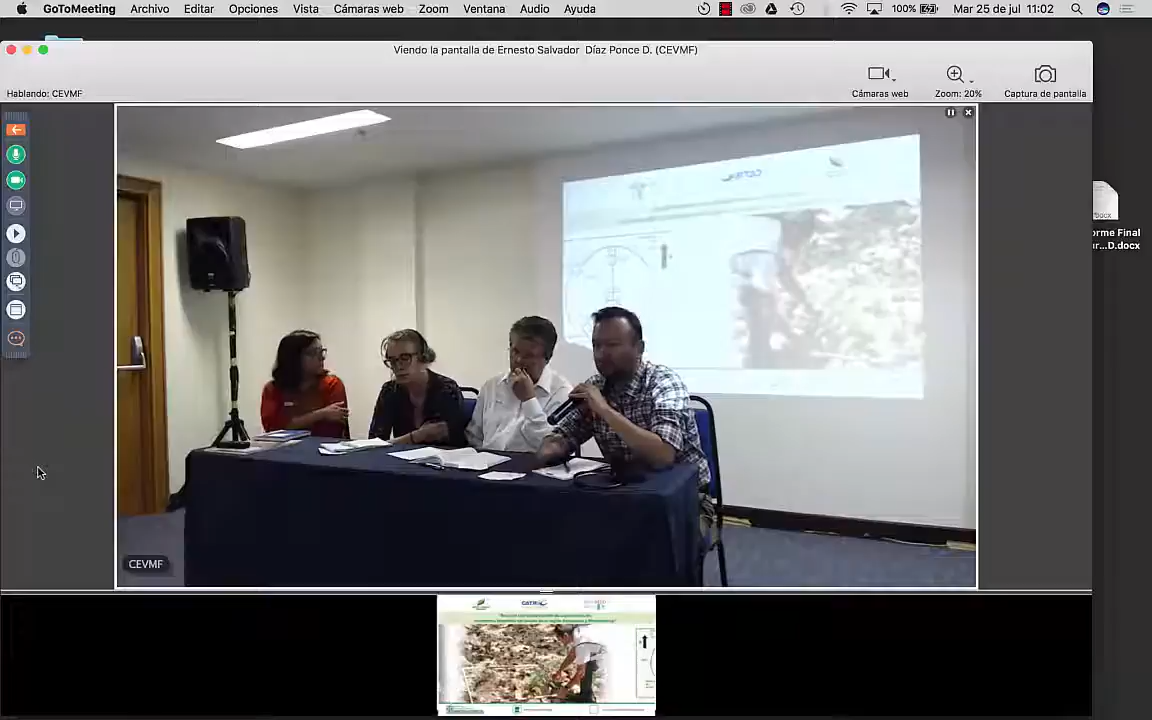 GoToMeeting Archivo Editar Opciones Vista Cámaras web Zoom Ventana Audio Ayuda 100% Mar 25 de jul 11:02
Viendo la pantalla de Ernesto Salvador Díaz Ponce D. (CEVMF)
Hablando: CEVMF
Cámaras web Zoom: 20% Captura de pantalla
docx
orme Final
ur...D.docx
CEVMF